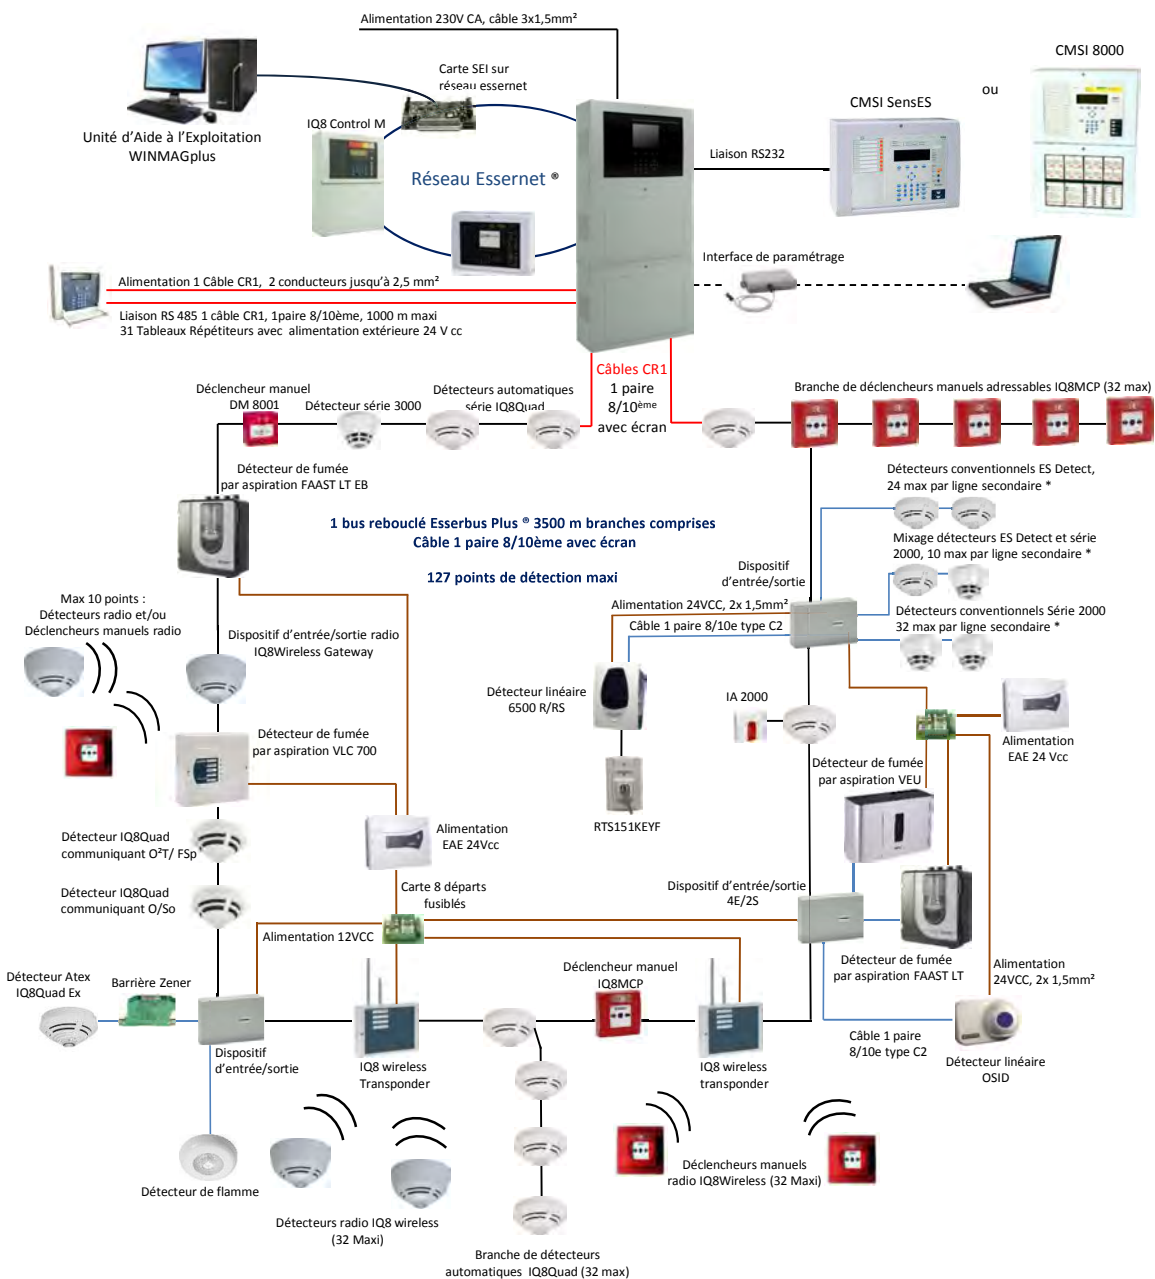 Alimentation 230V CA, câble 3x1,5mm²
CMSI 8000
Carte SEI sur
réseau essernet
ou
CMSI SensES
IQ8 Control M
Unité d'Aide à l'Exploitation
WINMAGplus
Liaison RS232
Réseau Essernet ®
Interface de paramétrage
Alimentation 1 Câble CR1, 2 conducteurs jusqu'à 2,5 mm²
Liaison RS 485 1 câble CR1, 1paire 8/10ème, 1000 m maxi
31 Tableaux Répétiteurs avec alimentation extérieure 24 V cc
Câbles CR1
1 paire
8/10ème
avec écran
Déclencheur manuel
DM 8001
Détecteur série 3000
Détecteurs automatiques
série IQ8Quad
Branche de déclencheurs manuels adressables IQ8MCP (32 max)
Détecteur de fumée
par aspiration FAAST LT EB
Détecteurs conventionnels ES Detect,
24 max par ligne secondaire *
1 bus rebouclé Esserbus Plus ® 3500 m branches comprises
Câble 1 paire 8/10ème avec écran
127 points de détection maxi
Mixage détecteurs ES Detect et série
2000, 10 max par ligne secondaire *
Dispositif
d'entrée/sortie
Max 10 points :
Détecteurs radio et/ou
Déclencheurs manuels radio
Alimentation 24VCC, 2x 1,5mm²
Câble 1 paire 8/10e type C2
Détecteurs conventionnels Série 2000
32 max par ligne secondaire *
Dispositif d'entrée/sortie radio
IQ8Wireless Gateway
Détecteur linéaire
6500 R/RS
IA 2000
Détecteur de fumée
par aspiration VLC 700
Alimentation
EAE 24 Vcc
Détecteur de fumée
par aspiration VEU
RTS151KEYF
Détecteur IQ8Quad
communiquant O²T/ FSp
Alimentation
EAE 24Vcc
Détecteur IQ8Quad
communiquant O/So
Carte 8 départs
fusiblés
Dispositif d'entrée/sortie
4E/2S
Alimentation 12VCC
Détecteur Atex
IQ8Quad Ex
Barrière Zener
Déclencheur manuel
IQ8MCP
Détecteur de fumée
par aspiration FAAST LT
Alimentation
24VCC, 2x 1,5mm²
Dispositif
d'entrée/sortie
IQ8 wireless
Transponder
IQ8 wireless
transponder
Câble 1 paire
8/10e type C2
Détecteur linéaire
OSID
Détecteur de flamme
Détecteurs radio IQ8 wireless
(32 Maxi)
Déclencheurs manuels
radio IQ8Wireless (32 Maxi)
Branche de détecteurs
automatiques IQ8Quad (32 max)